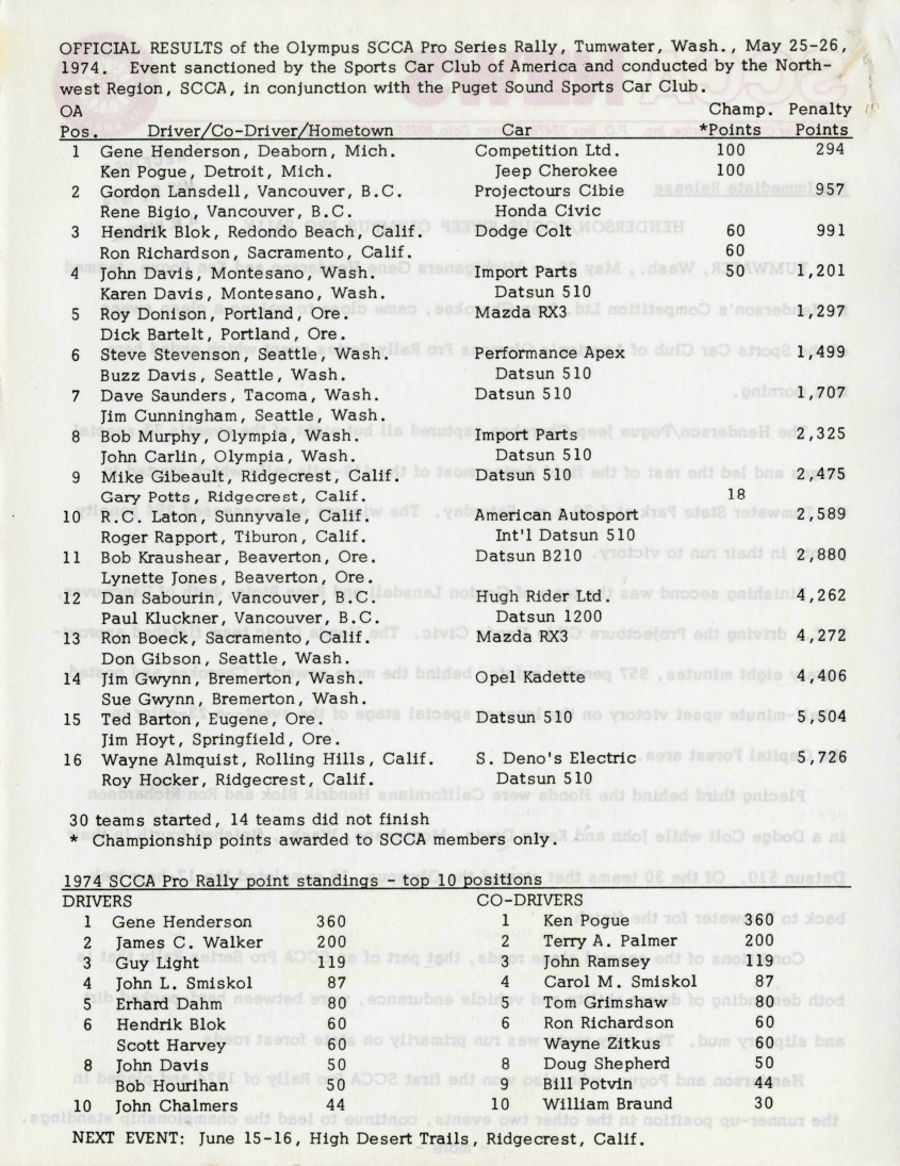 OFFICIAL RESULTS of the Olympus SCCA Pro Series Rally, Tumwater, Wash., May 25-26,
1974. Event sanctioned by the Sports Car Club of America and conducted by the North-
west Region, SCCA, in conjunction with the Puget Sound Sports Car Club.
OA Champ. Penalty
Pos. Driver/Co-Driver/Hometown Car *Points Points
1 Gene Henderson, Deaborn, Mich. Competition Ltd. 100 294
Ken Pogue, Detroit, Mich. Jeep Cherokee 100
2 Gordon Lansdell, Vancouver, B.C. Projectours Cibie 957
Rene Bigio, Vancouver, B.C. Honda Civic
3 Hendrik Blok, Redondo Beach, Calif. Dodge Colt 60 991
Ron Richardson, Sacramento, Calif. 60
4 John Davis, Montesano, Wash. Import Parts 50 1,201
Karen Davis, Montesano, Wash. Datsun 510
5 Roy Donison, Portland, Ore. Mazda RX3 1,297
Dick Bartelt, Portland, Ore.
6 Steve Stevenson, Seattle, Wash. Performance Apex 1,499
Buzz Davis, Seattle, Wash. Datsun 510
7 Dave Saunders, Tacoma, Wash. Datsun 510 1,707
Jim Cunningham, Seattle, Wash.
8 Bob Murphy, Olympia, Wash. Import Parts 2,325
John Carlin, Olympia, Wash. Datsun 510
9 Mike Gibeault, Ridgecrest, Calif. Datsun 510 2,475
Gary Potts, Ridgecrest, Calif. 18
10 R.C. Laton, Sunnyvale, Calif. American Autosport 2,589
Roger Rapport, Tiburon, Calif. Int'l Datsun 510
11 Bob Kraushear, Beaverton, Ore. Datsun B210 2,880
Lynette Jones, Beaverton, Ore.
12 Dan Sabourin, Vancouver, B.C. Hugh Rider Ltd. 4,262
Paul Kluckner, Vancouver, B.C. Datsun 1200
13 Ron Boeck, Sacramento, Calif. Mazda RX3 4,272
Don Gibson, Seattle, Wash.
14 Jim Gwynn, Bremerton, Wash. Opel Kadette 4,406
Sue Gwynn, Bremerton, Wash.
15 Ted Barton, Eugene, Ore. Datsun 510 5,504
Jim Hoyt, Springfield, Ore.
16 Wayne Almquist, Rolling Hills, Calif. S. Deno's Electric 5,726
Roy Hocker, Ridgecrest, Calif. Datsun 510
30 teams started, 14 teams did not finish
* Championship points awarded to SCCA members only.
1974 SCCA Pro Rally point standings - top 10 positions
DRIVERS CO-DRIVERS
1 Gene Henderson 360 1 Ken Pogue 360
2 James C. Walker 200 2 Terry A. Palmer 200
3 Guy Light 119 3 John Ramsey 119
4 John L. Smiskol 87 4 Carol M. Smiskol 87
5 Erhard Dahm 80 5 Tom Grimshaw 80
6 Hendrik Blok 60 6 Ron Richardson 60
Scott Harvey 60 Wayne Zitkus 60
8 John Davis 50 8 Doug Shepherd 50
Bob Hourihan 50 9 Bill Potvin 44
10 John Chalmers 44 10 William Braund 30
NEXT EVENT: June 15-16, High Desert Trails, Ridgecrest, Calif.